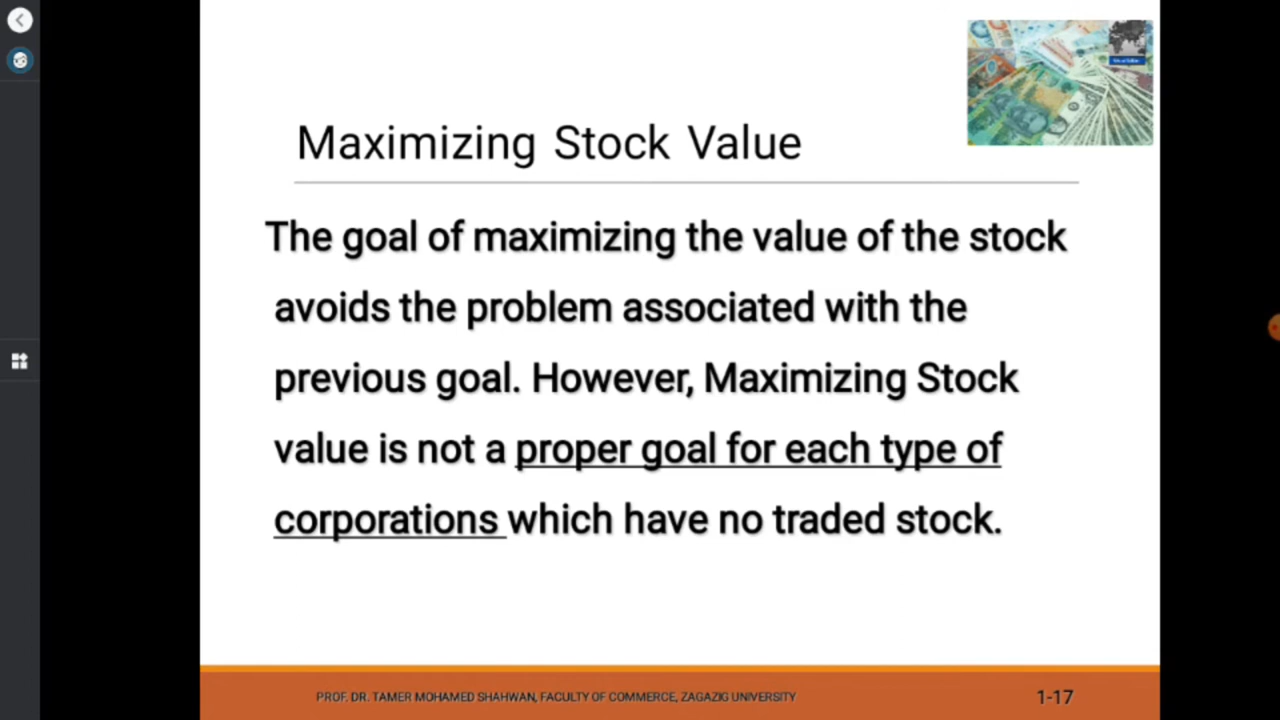 Maximizing Stock Value
The goal of maximizing the value of the stock
avoids the problem associated with the
previous goal. However, Maximizing Stock
value is not a proper goal for each type of
corporations which have no traded stock.
PROF. DR. TAMER MOHAMED SHAHWAN, FACULTY OF COMMERCE, ZAGAZIG UNIVERSITY
1-17